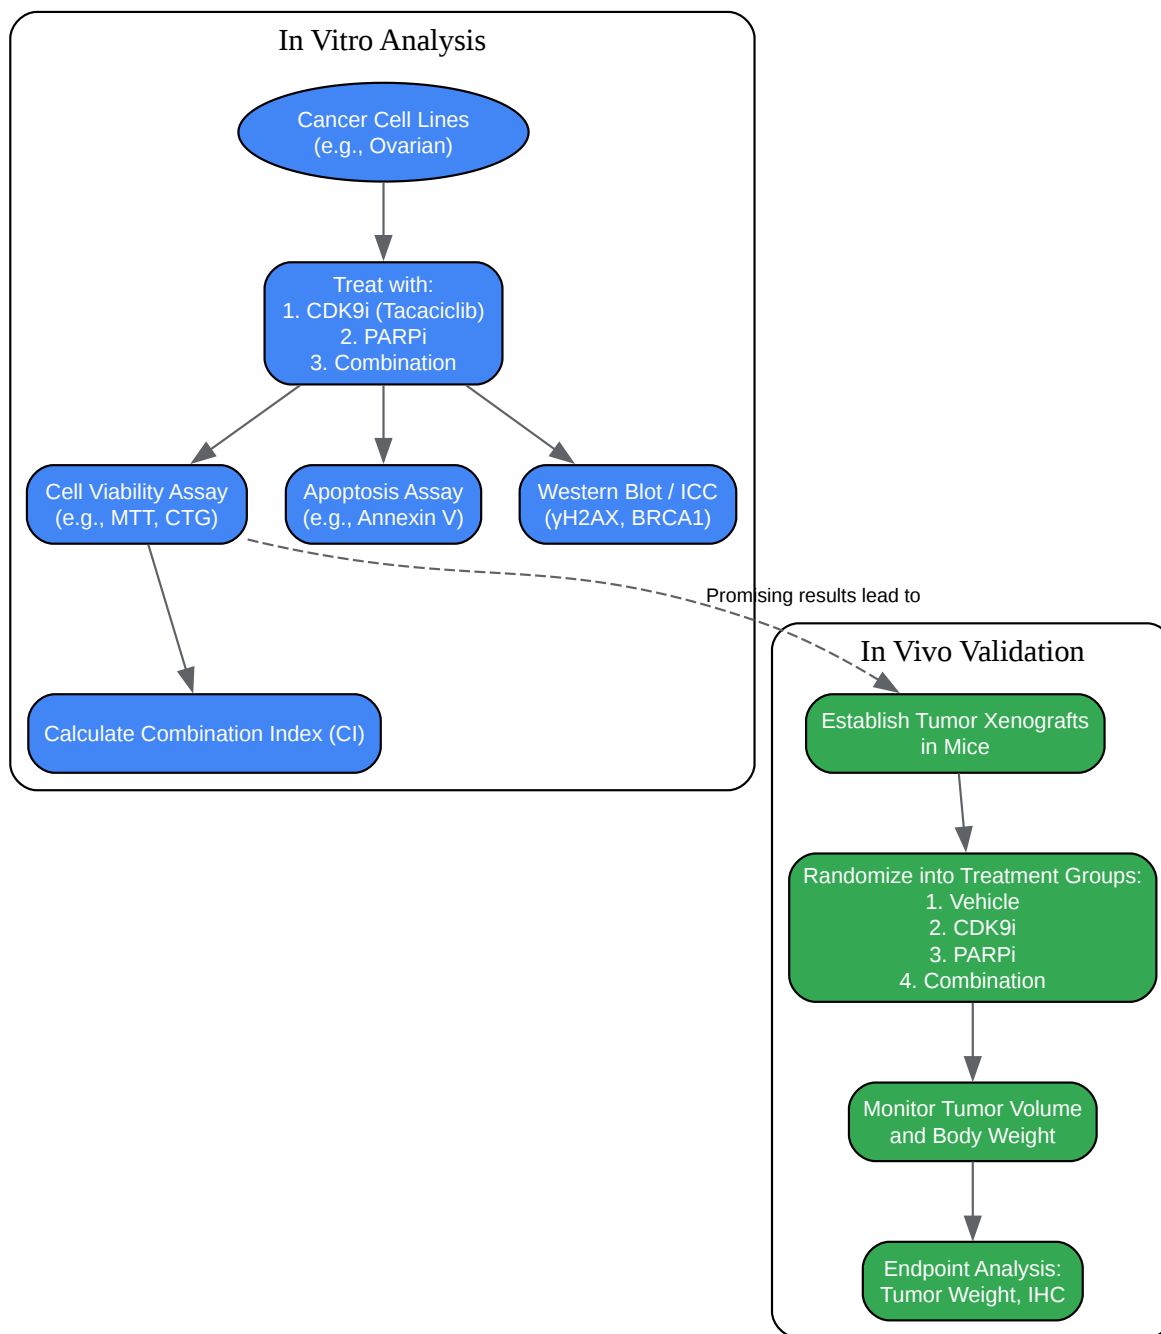 In Vitro Analysis
Cancer Cell Lines
(e.g., Ovarian)
Treat with:
1. CDK9i (Tacaciclib)
2. PARPi
3. Combination
Cell Viability Assay
(e.g., MTT, CTG)
Apoptosis Assay
(e.g., Annexin V)
Western Blot / ICC
(γH2AX, BRCA1)
Promising results lead to
Calculate Combination Index (CI)
In Vivo Validation
Establish Tumor Xenografts
in Mice
Randomize into Treatment Groups:
1. Vehicle
2. CDK9i
3. PARPi
4. Combination
Monitor Tumor Volume
and Body Weight
Endpoint Analysis:
Tumor Weight, IHC